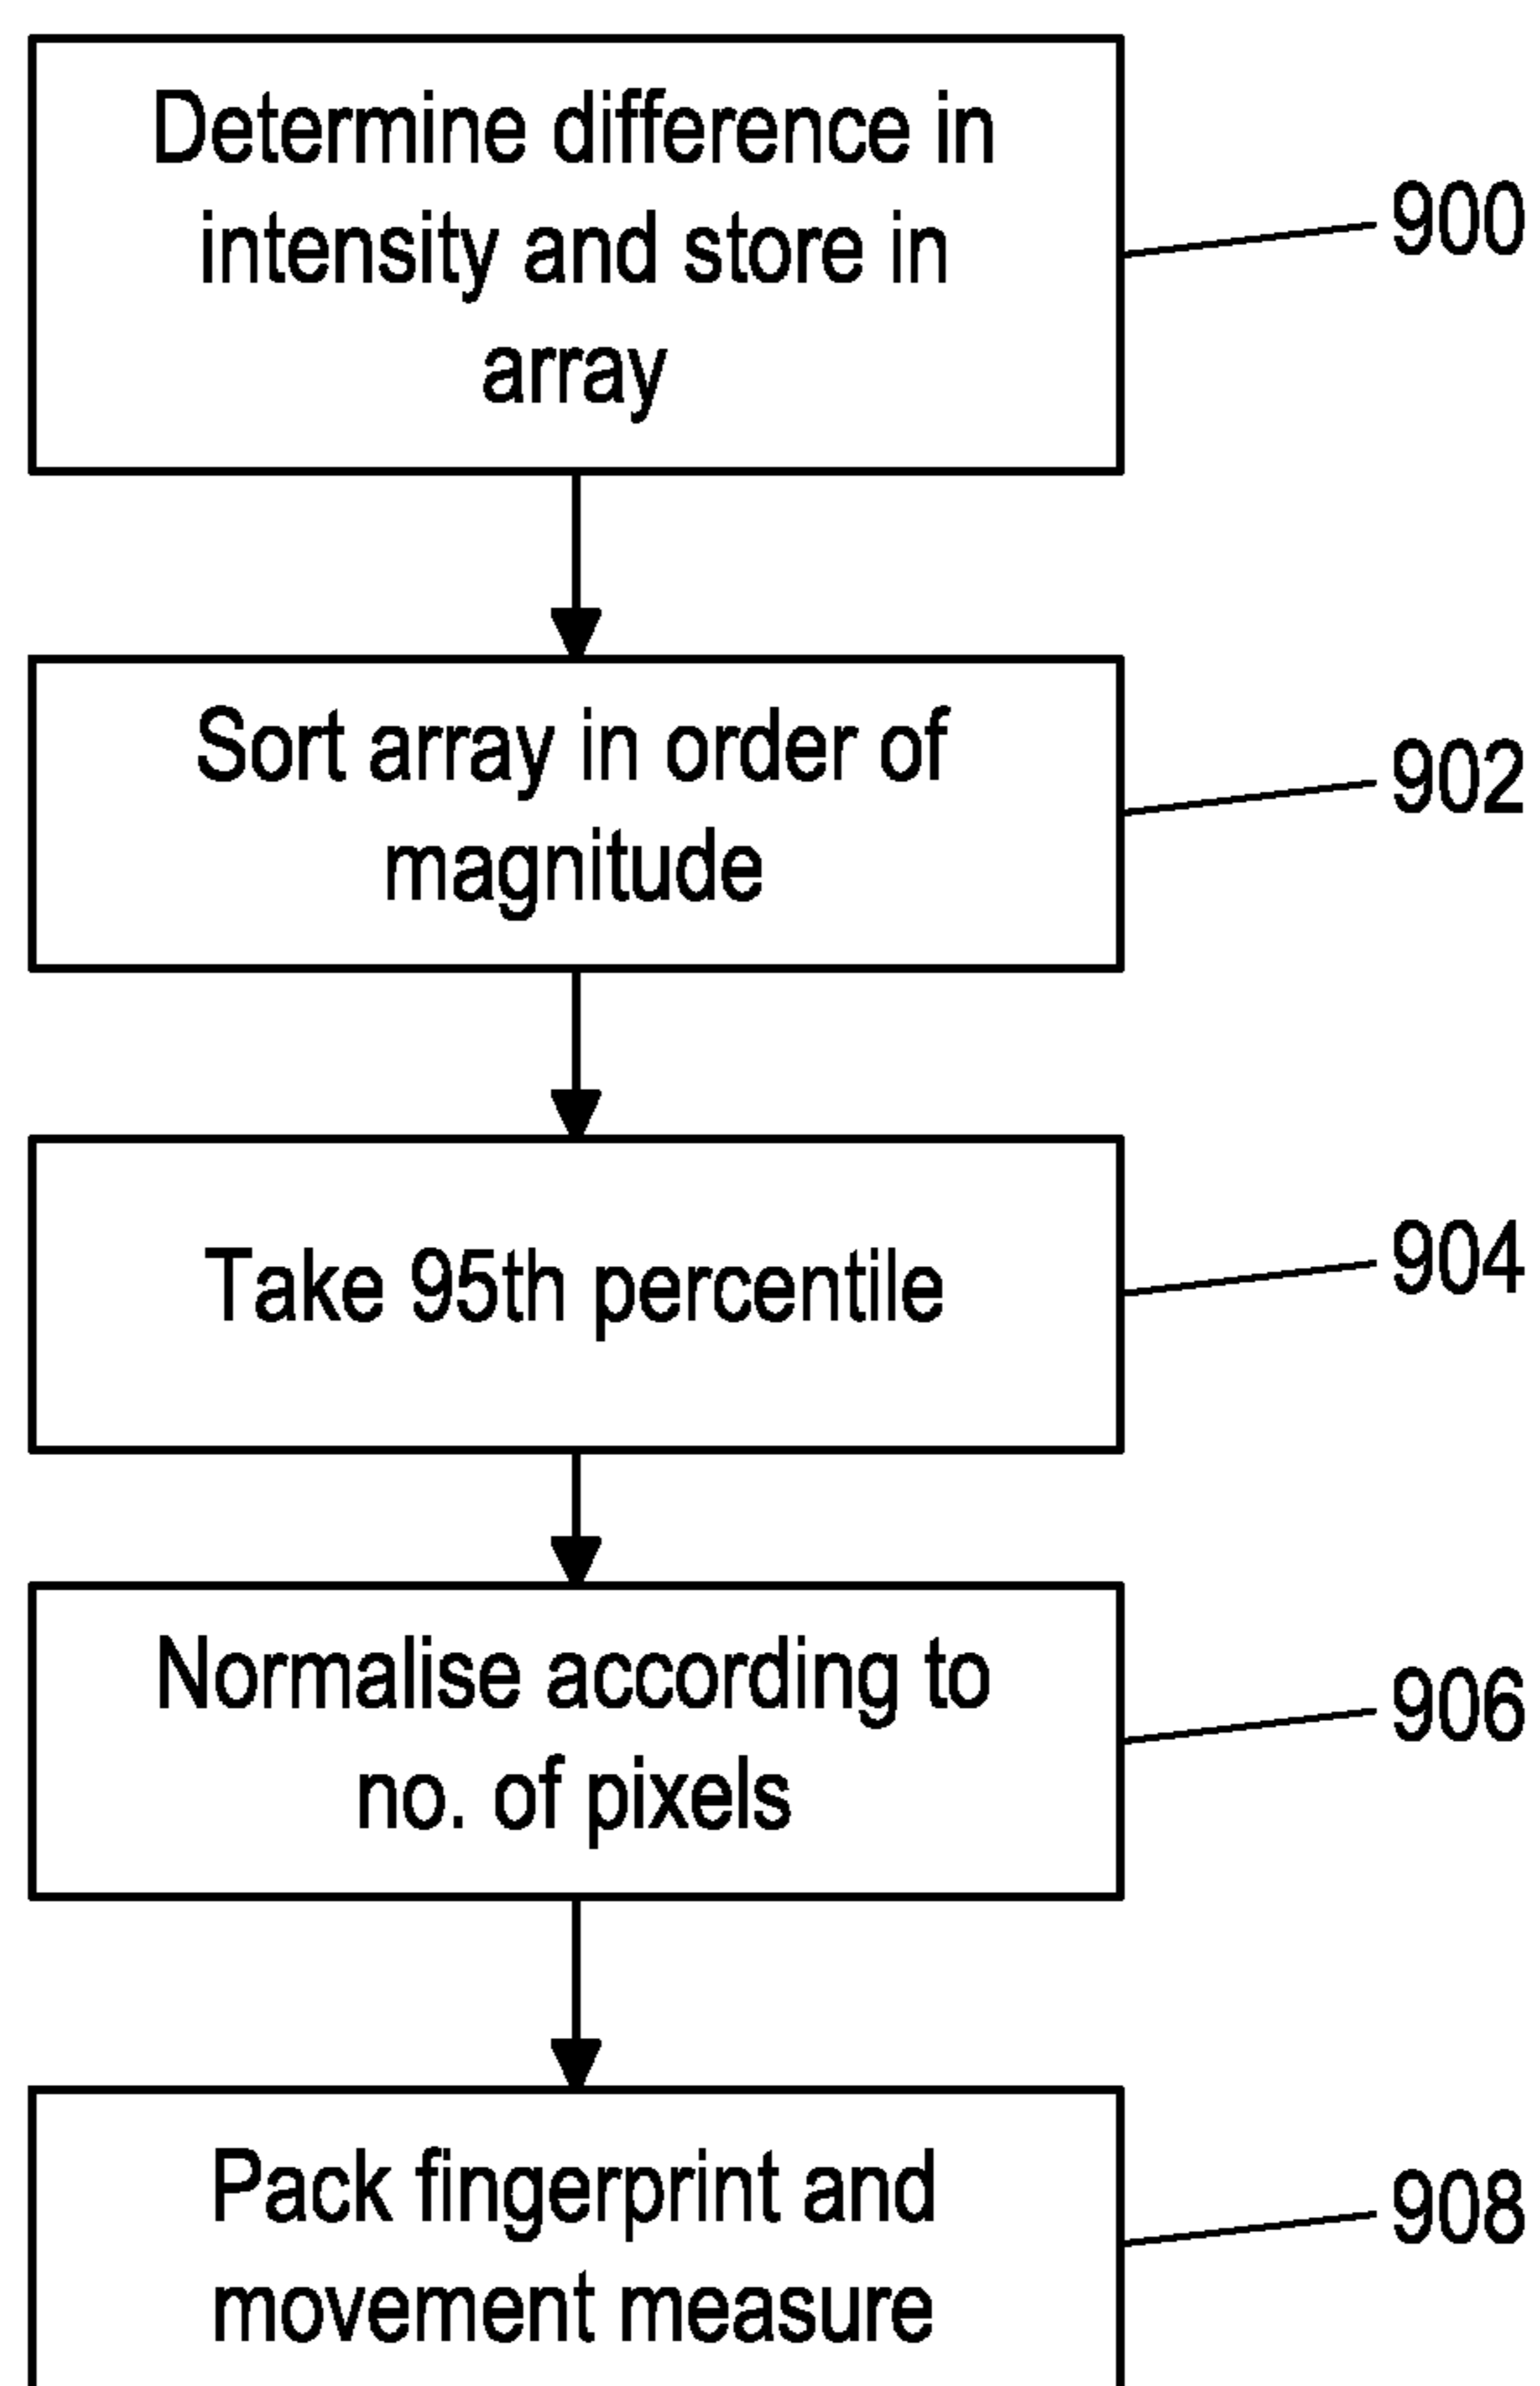 Determine difference in
intensity and store in
array
900
Sort array in order of
magnitude
902
Take 95th percentile
904
Normalise according to
no. of pixels
906
Pack fingerprint and
movement measure
908